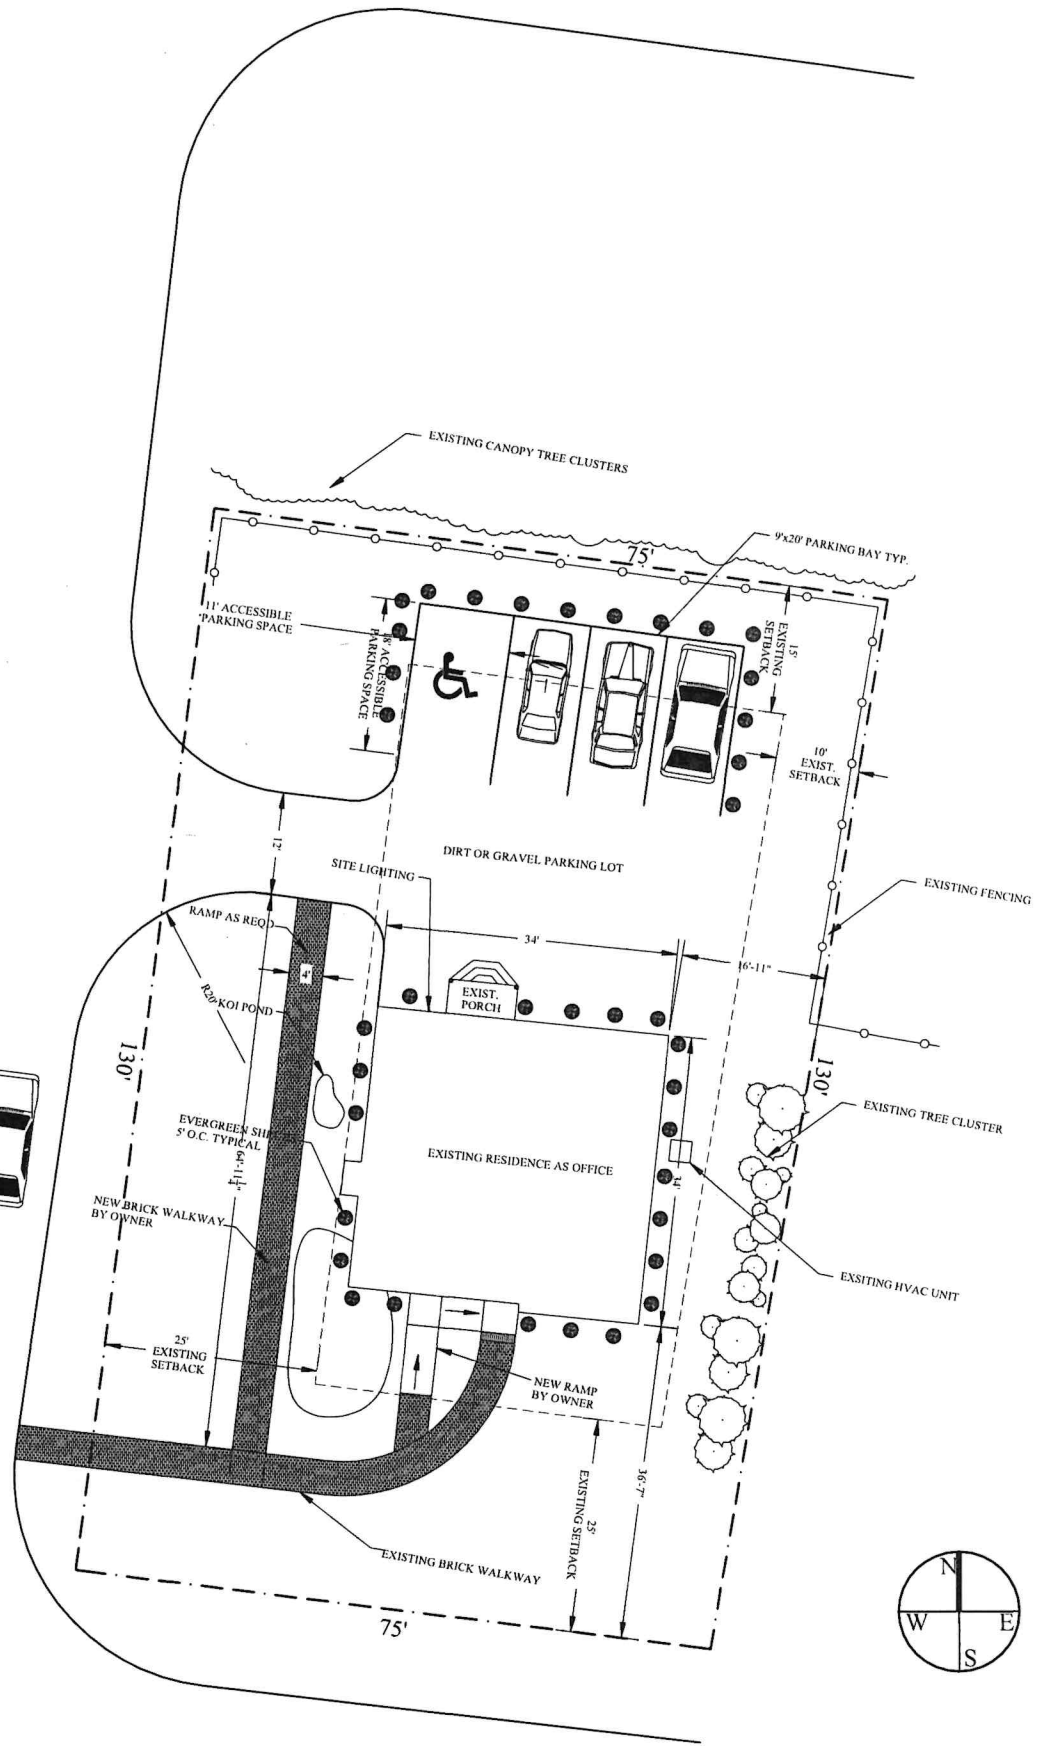 EXISTING CANOPY TREE CLUSTERS
75'
9'x20' PARKING BAY TYP.
11' ACCESSIBLE
PARKING SPACE
18' ACCESSIBLE
PARKING SPACE
15'
EXISTING
SETBACK
10'
EXIST.
SETBACK
12'
DIRT OR GRAVEL PARKING LOT
SITE LIGHTING
EXISTING FENCING
RAMP AS REQD
34'
16'-11"
4'
EXIST.
PORCH
R20'
KOI POND
130'
130'
EXISTING TREE CLUSTER
EVERGREEN
5' O.C. TYPICAL
EXISTING RESIDENCE AS OFFICE
64'-11 1/4"
34'
NEW BRICK WALKWAY
BY OWNER
EXSITING HVAC UNIT
25'
EXISTING
SETBACK
NEW RAMP
BY OWNER
25'
EXISTING SETBACK
36'-7"
EXISTING BRICK WALKWAY
75'
N
W E
S